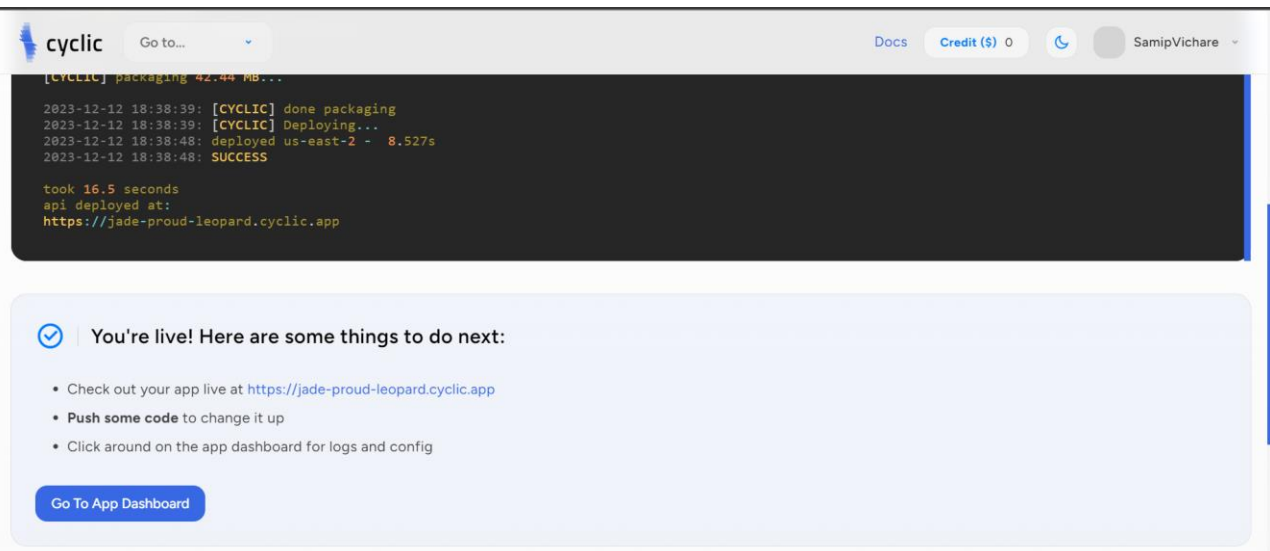 cyclic Go to... Docs Credit ($) 0 SamipVichare
[CYCLIC] packaging 42.44 MB...
2023-12-12 18:38:39: [CYCLIC] done packaging
2023-12-12 18:38:39: [CYCLIC] Deploying...
2023-12-12 18:38:48: deployed us-east-2 - 8.527s
2023-12-12 18:38:48: SUCCESS
took 16.5 seconds
api deployed at:
https://jade-proud-leopard.cyclic.app
You're live! Here are some things to do next:
• Check out your app live at https://jade-proud-leopard.cyclic.app
• Push some code to change it up
• Click around on the app dashboard for logs and config
Go To App Dashboard